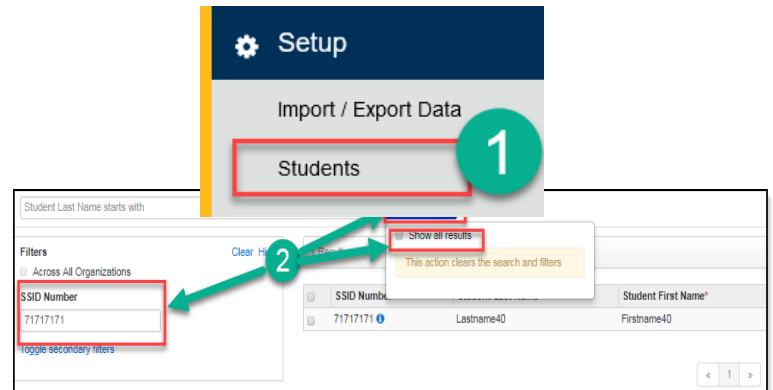 Setup
Import / Export Data
1
Students
Student Last Name starts with
Filters
Clear
Across All Organizations
SSID Number
71717171
Toggle secondary filters
2
Show all results
This action clears the search and filters
SSID Number
Student First Name*
71717171
Lastname40
Firstname40
« 1 »